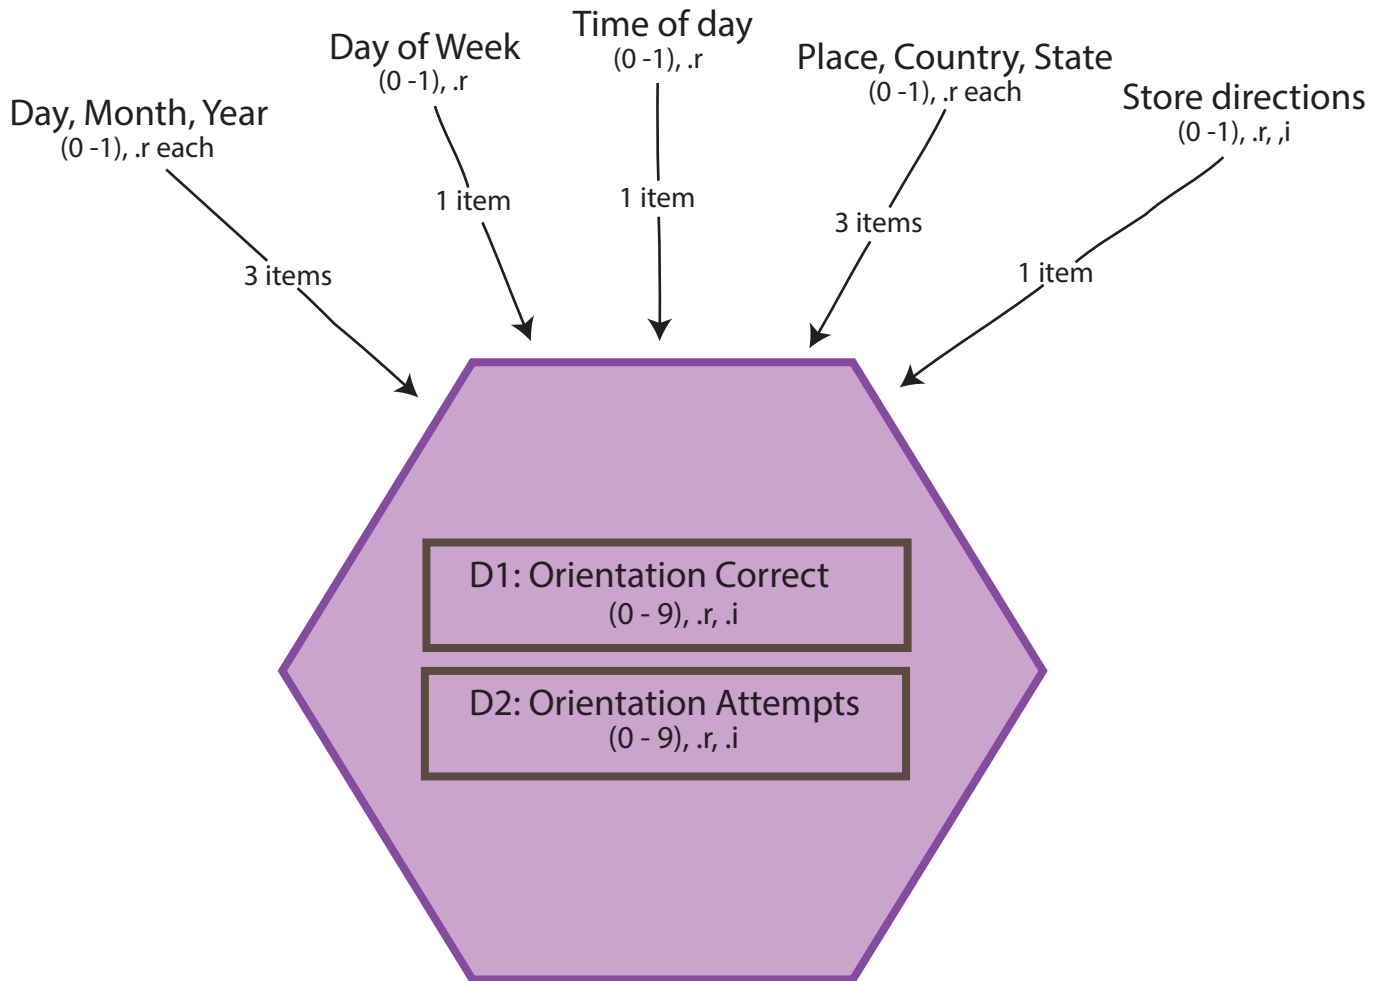 Time of day
(0 -1), .r
Day of Week
(0 -1), .r
Place, Country, State
(0 -1), .r each
Store directions
(0 -1), .r, ,i
Day, Month, Year
(0 -1), .r each
1 item
1 item
3 items
3 items
1 item
D1: Orientation Correct
(0 - 9), .r, .i
D2: Orientation Attempts
(0 - 9), .r, .i